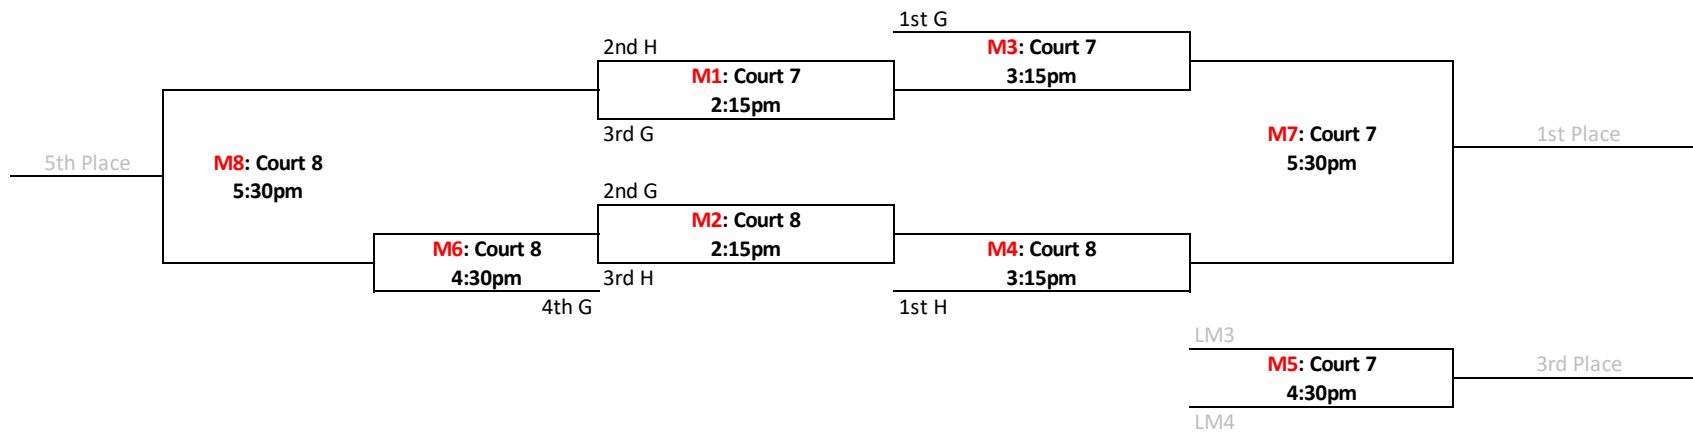 1st G
2nd H
M3: Court 7
3:15pm
M1: Court 7
2:15pm
3rd G
M7: Court 7
5:30pm
1st Place
5th Place
M8: Court 8
5:30pm
2nd G
M2: Court 8
2:15pm
M6: Court 8
4:30pm
M4: Court 8
3:15pm
3rd H
4th G
1st H
LM3
M5: Court 7
4:30pm
3rd Place
LM4